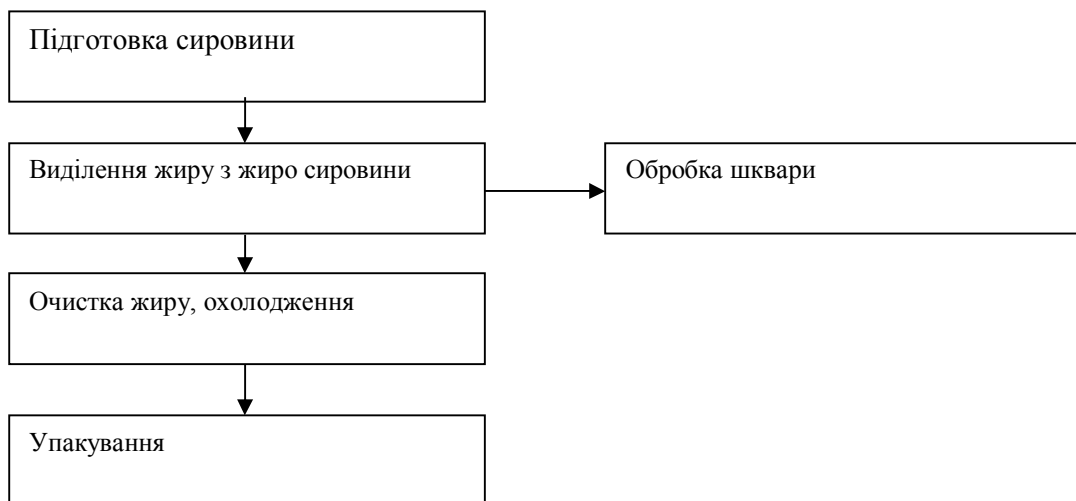 Підготовка сировини
Виділення жиру з жиро сировини
Обробка шквари
Очистка жиру, охолодження
Упакування